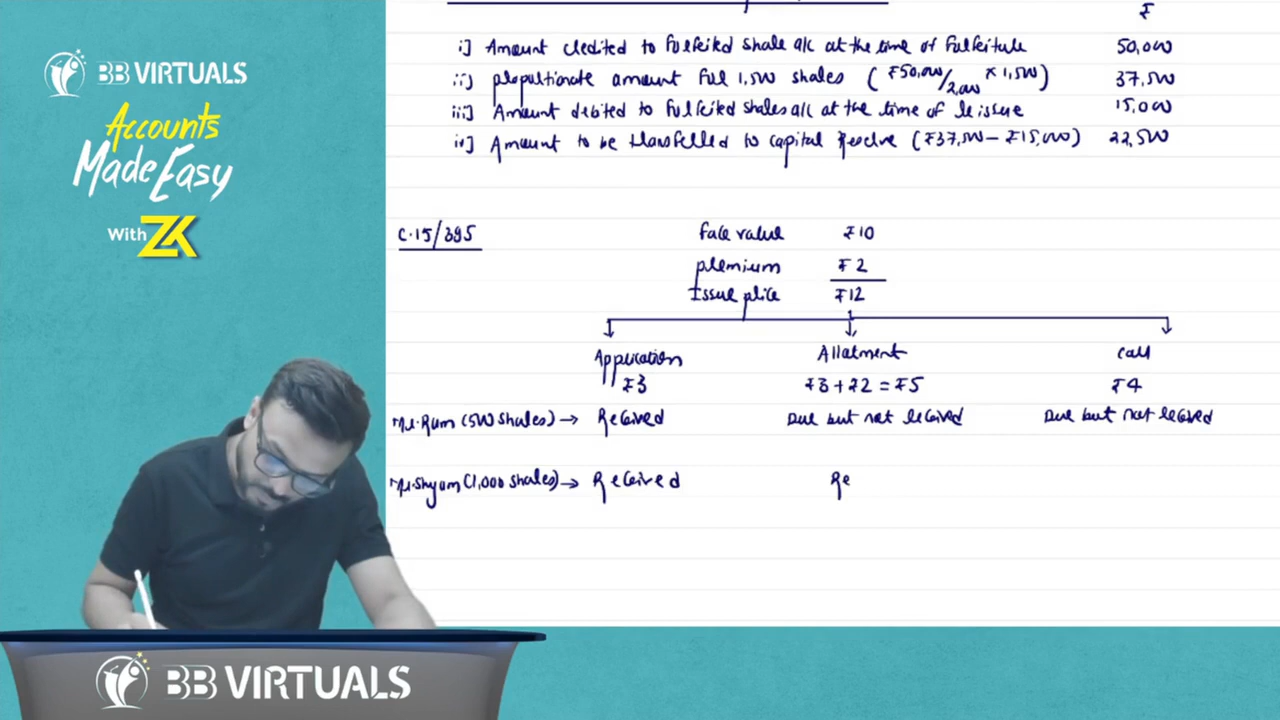 BB VIRTUALS
Accounts
Made Easy
With ZK
₹
i] Amount credited to forfeited share a/c at the time of forfeiture 50,000
ii] proportionate amount for 1,500 shares (₹50,000/2,000 × 1,500) 37,500
iii] Amount debited to forfeited shares a/c at the time of reissue 15,000
iv] Amount to be transferred to capital Reserve (₹37,500 – ₹15,000) 22,500
C.15/395 face value ₹10
premium ₹2
Issue price ₹12
Application Allotment Call
₹3 ₹3+₹2=₹5 ₹4
Mr.Ram (500 shares) → Received Due but not received Due but not received
Mr.Shyam (1,000 shares) → Received Re
BB VIRTUALS